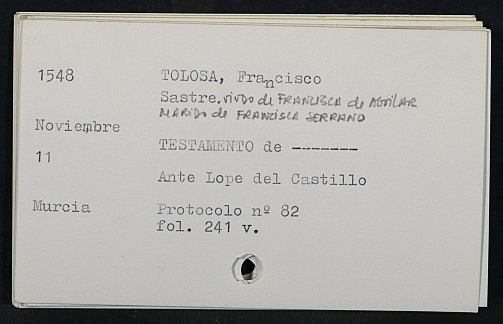 1548
TOLOSA, Francisco
Sastre. viudo de FRANCISCA de AGUILAR
MARIDO de FRANCISCA SERRANO
Noviembre
11
TESTAMENTO de -------
Ante Lope del Castillo
Murcia
Protocolo nº 82
fol. 241 v.